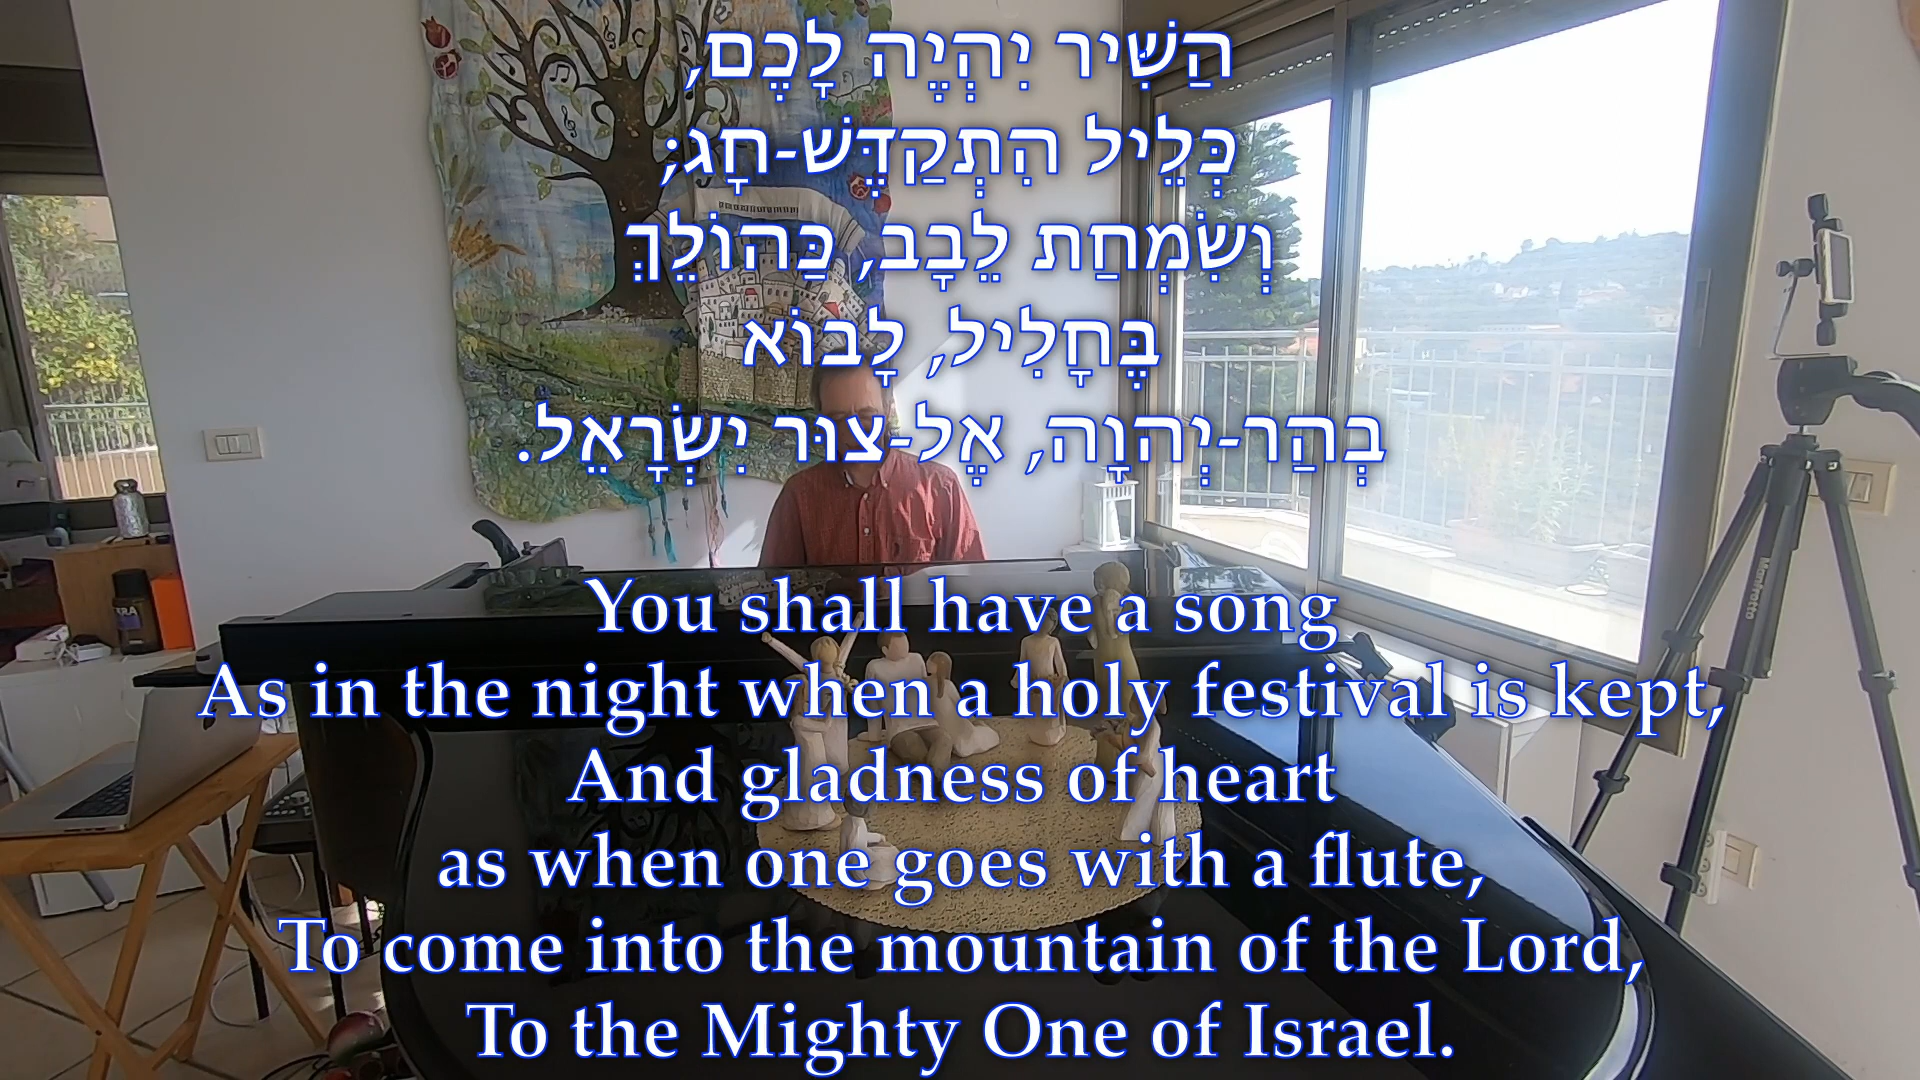 הַשִּׁיר יִהְיֶה לָכֶם,
כְּלֵיל הִתְקַדֶּשׁ-חָג;
וְשִׂמְחַת לֵבָב, כַּהוֹלֵךְ
בֶּחָלִיל, לָבוֹא
בְהַר-יְהוָה, אֶל-צוּר יִשְׂרָאֵל.
You shall have a song
As in the night when a holy festival is kept,
And gladness of heart
as when one goes with a flute,
To come into the mountain of the Lord,
To the Mighty One of Israel.
Manfrotto